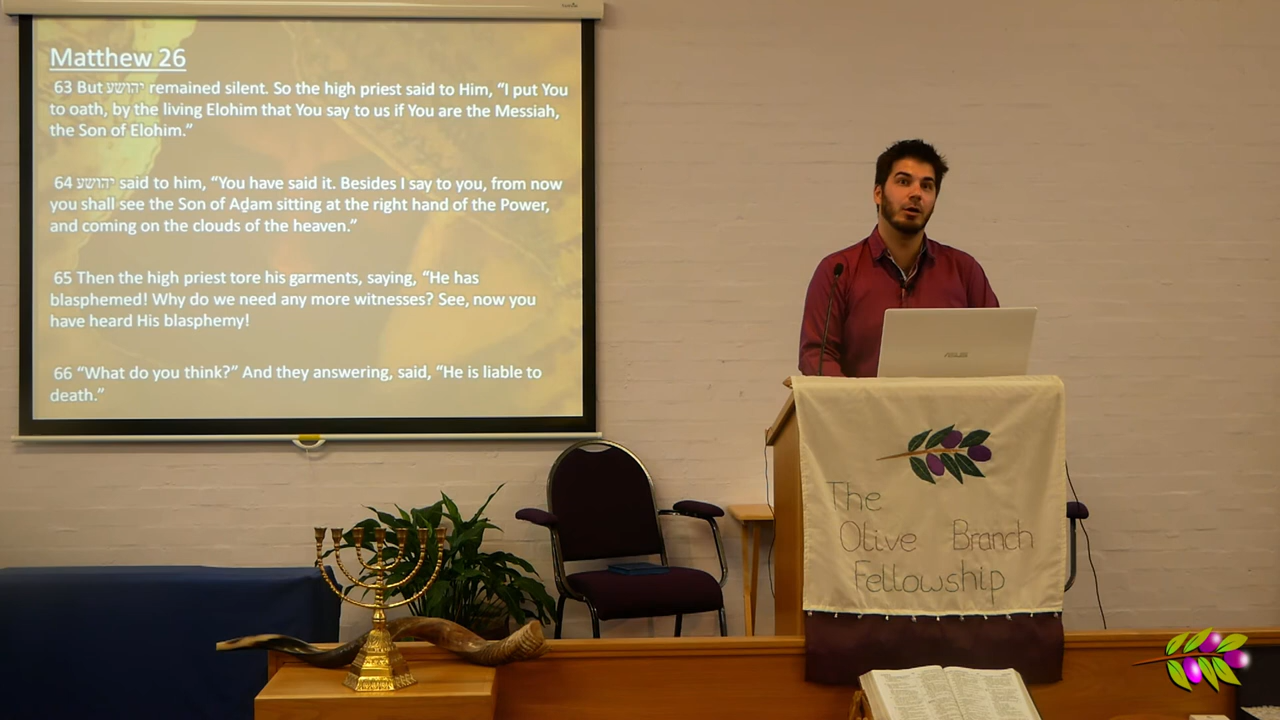 Matthew 26
63 But יהושע remained silent. So the high priest said to Him, “I put You
to oath, by the living Elohim that You say to us if You are the Messiah,
the Son of Elohim.”
64 יהושע said to him, “You have said it. Besides I say to you, from now
you shall see the Son of Aḏam sitting at the right hand of the Power,
and coming on the clouds of the heaven.”
65 Then the high priest tore his garments, saying, “He has
blasphemed! Why do we need any more witnesses? See, now you
have heard His blasphemy!
66 “What do you think?” And they answering, said, “He is liable to
death.”
ASUS
The
Olive Branch
Fellowship